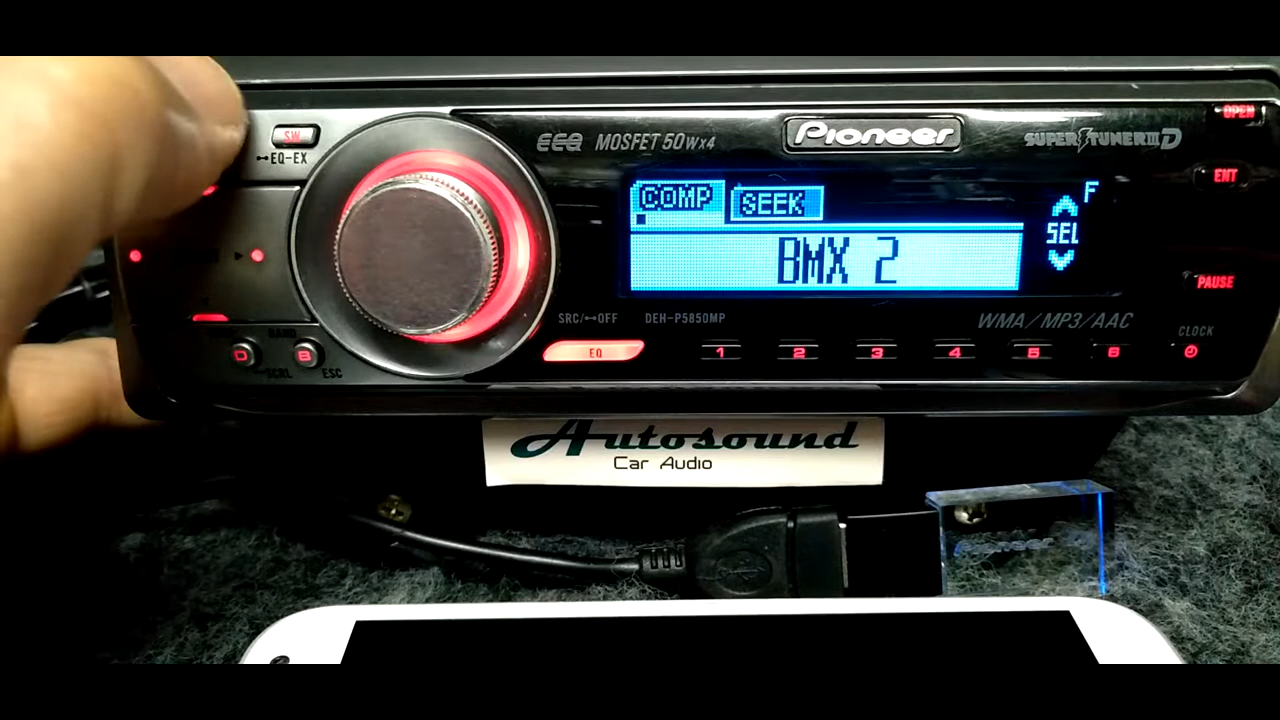 SW
EQ-EX
EEQ MOSFET 50Wx4
Pioneer
SUPER TUNER III D
OPEN
ENT
COMP SEEK
F
SEL
BMX 2
PAUSE
SRC/OFF DEH-P5850MP
WMA/MP3/AAC
CLOCK
BAND
D B
SCRL ESC
EQ 1 2 3 4 5 6
Autosound
Car Audio
Pioneer